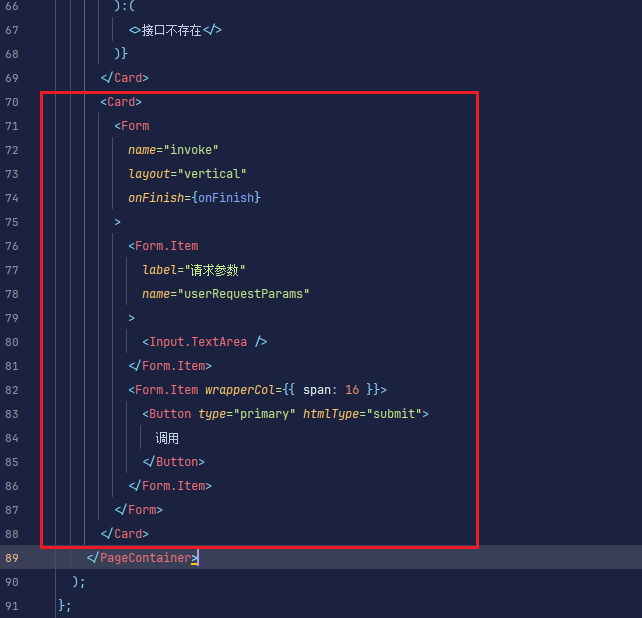 66 ):(
67 <>接口不存在</>
68 )}
69 </Card>
70 <Card>
71 <Form
72 name="invoke"
73 layout="vertical"
74 onFinish={onFinish}
75 >
76 <Form.Item
77 label="请求参数"
78 name="userRequestParams"
79 >
80 <Input.TextArea />
81 </Form.Item>
82 <Form.Item wrapperCol={{ span: 16 }}>
83 <Button type="primary" htmlType="submit">
84 调用
85 </Button>
86 </Form.Item>
87 </Form>
88 </Card>
89 </PageContainer>
90 );
91 };